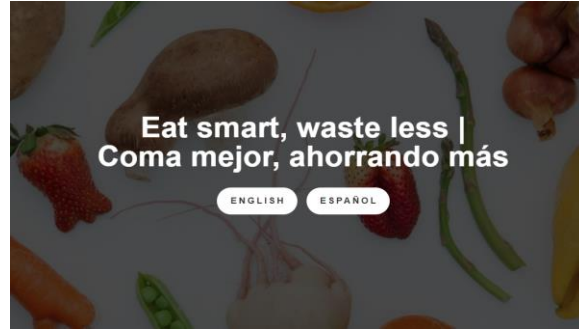 Eat smart, waste less |
Coma mejor, ahorrando más
ENGLISH ESPAÑOL